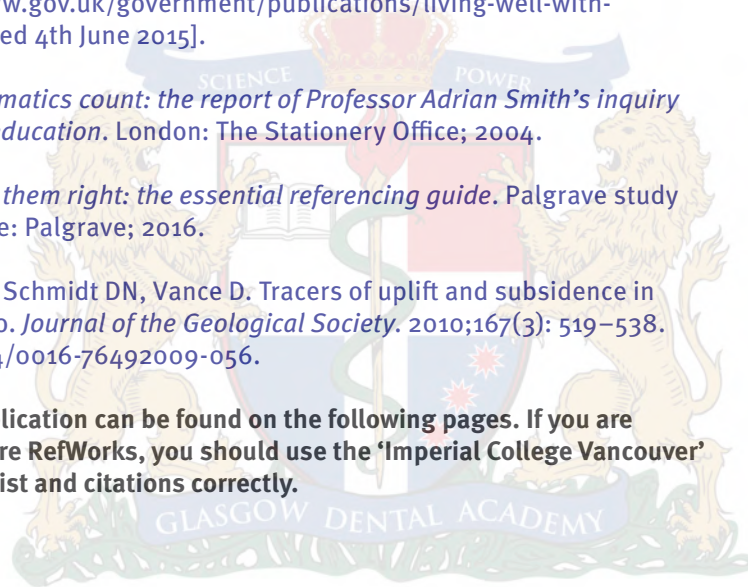 w.gov.uk/government/publications/living-well-with-
ed 4th June 2015].
SCIENCE POWER
matics count: the report of Professor Adrian Smith’s inquiry
education. London: The Stationery Office; 2004.
them right: the essential referencing guide. Palgrave study
e: Palgrave; 2016.
Schmidt DN, Vance D. Tracers of uplift and subsidence in
o. Journal of the Geological Society. 2010;167(3): 519–538.
4/0016-76492009-056.
lication can be found on the following pages. If you are
re RefWorks, you should use the ‘Imperial College Vancouver’
ist and citations correctly.
GLASGOW DENTAL ACADEMY